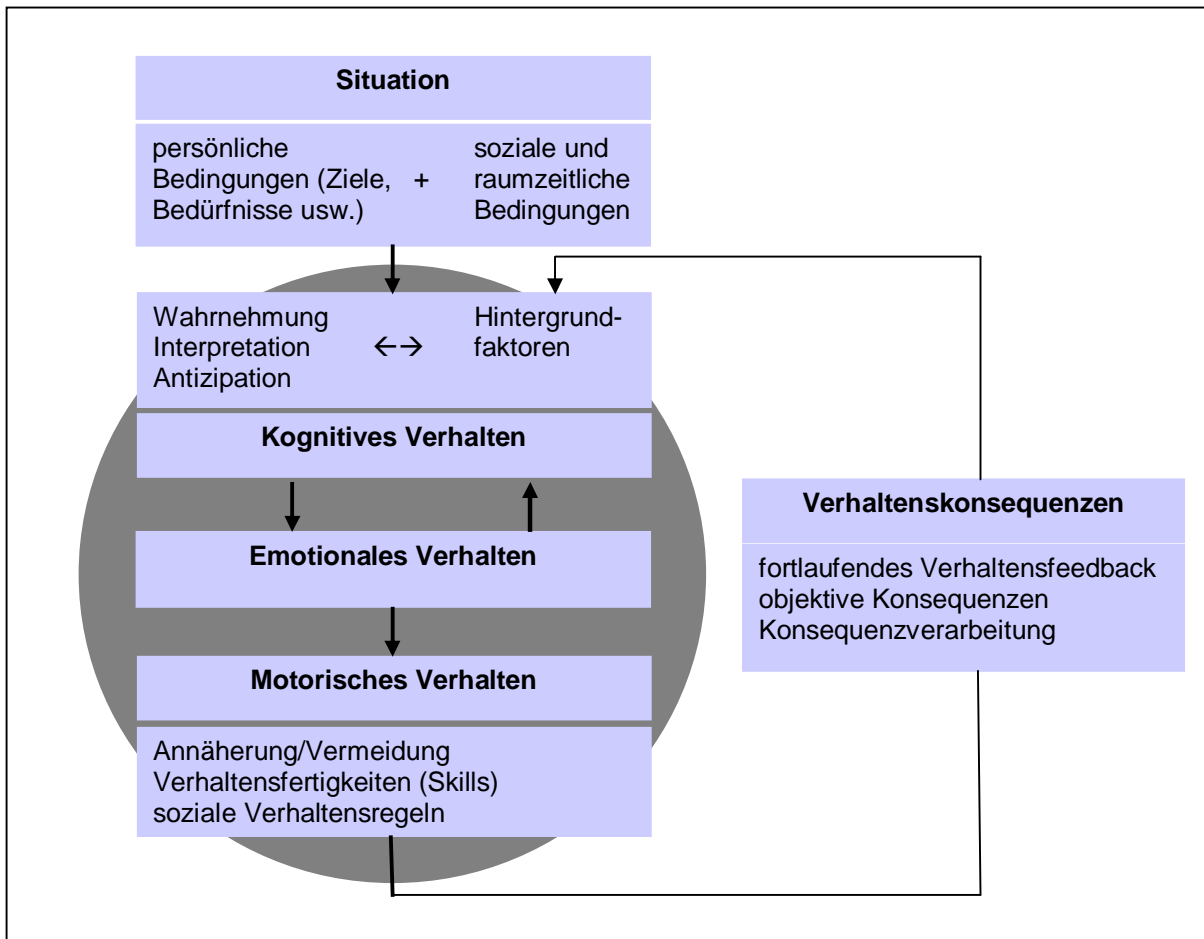 Situation
persönliche
Bedingungen (Ziele, +
Bedürfnisse usw.)
soziale und
raumzeitliche
Bedingungen
Wahrnehmung
Interpretation ←→
Antizipation
Hintergrund-
faktoren
Kognitives Verhalten
Emotionales Verhalten
Motorisches Verhalten
Annäherung/Vermeidung
Verhaltensfertigkeiten (Skills)
soziale Verhaltensregeln
Verhaltenskonsequenzen
fortlaufendes Verhaltensfeedback
objektive Konsequenzen
Konsequenzverarbeitung